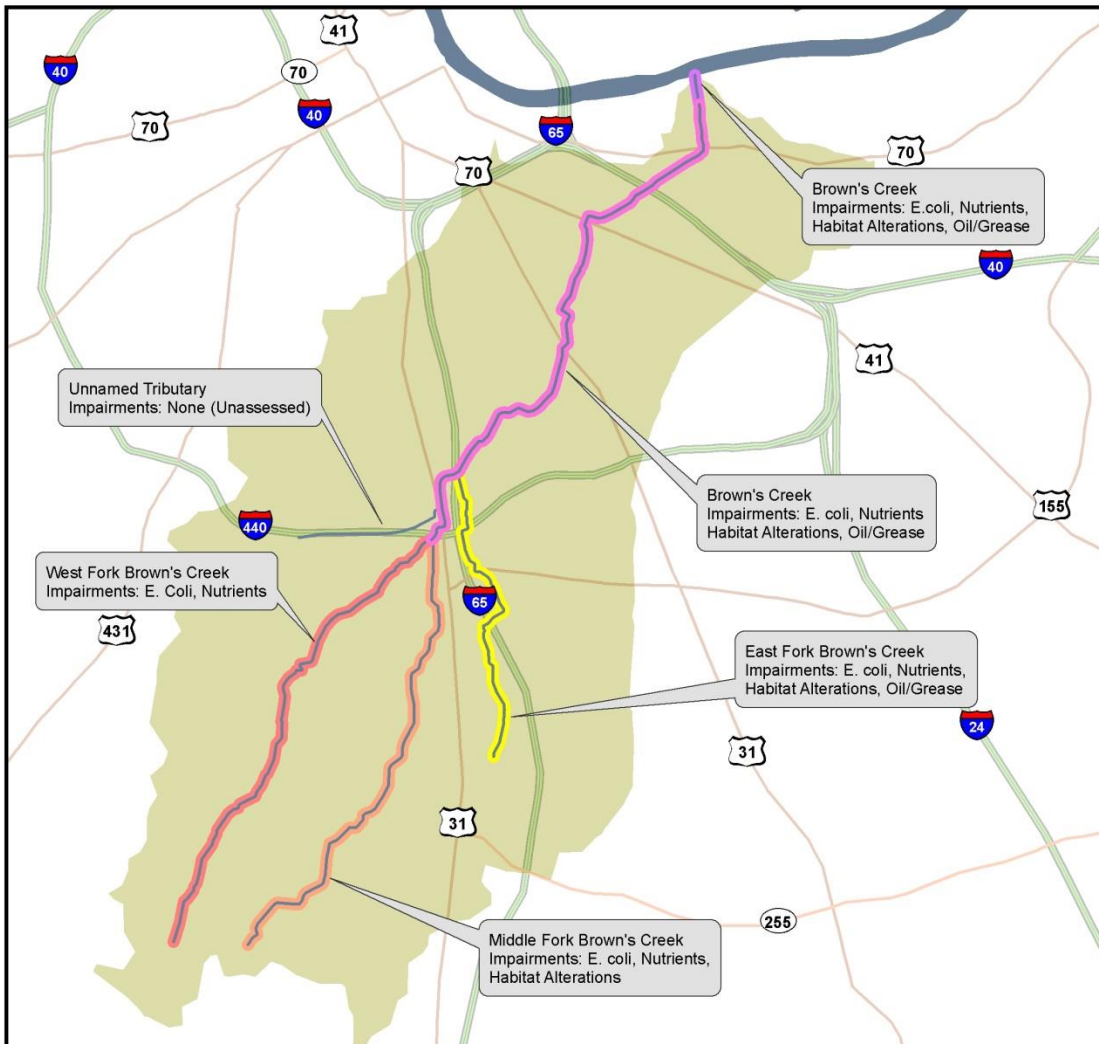 41
40
70
40
70
65
70
70
Brown's Creek
Impairments: E.coli, Nutrients,
Habitat Alterations, Oil/Grease
40
41
Unnamed Tributary
Impairments: None (Unassessed)
Brown's Creek
Impairments: E. coli, Nutrients
Habitat Alterations, Oil/Grease
155
440
West Fork Brown's Creek
Impairments: E. Coli, Nutrients
65
431
East Fork Brown's Creek
Impairments: E. coli, Nutrients,
Habitat Alterations, Oil/Grease
24
31
31
255
Middle Fork Brown's Creek
Impairments: E. coli, Nutrients,
Habitat Alterations